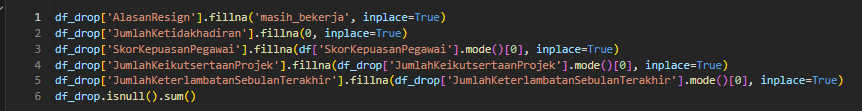 1 df_drop['AlasanResign'].fillna('masih_bekerja', inplace=True)
2 df_drop['JumlahKetidakhadiran'].fillna(0, inplace=True)
3 df_drop['SkorKepuasanPegawai'].fillna(df['SkorKepuasanPegawai'].mode()[0], inplace=True)
4 df_drop['JumlahKeikutsertaanProjek'].fillna(df_drop['JumlahKeikutsertaanProjek'].mode()[0], inplace=True)
5 df_drop['JumlahKeterlambatanSebulanTerakhir'].fillna(df_drop['JumlahKeterlambatanSebulanTerakhir'].mode()[0], inplace=True)
6 df_drop.isnull().sum()